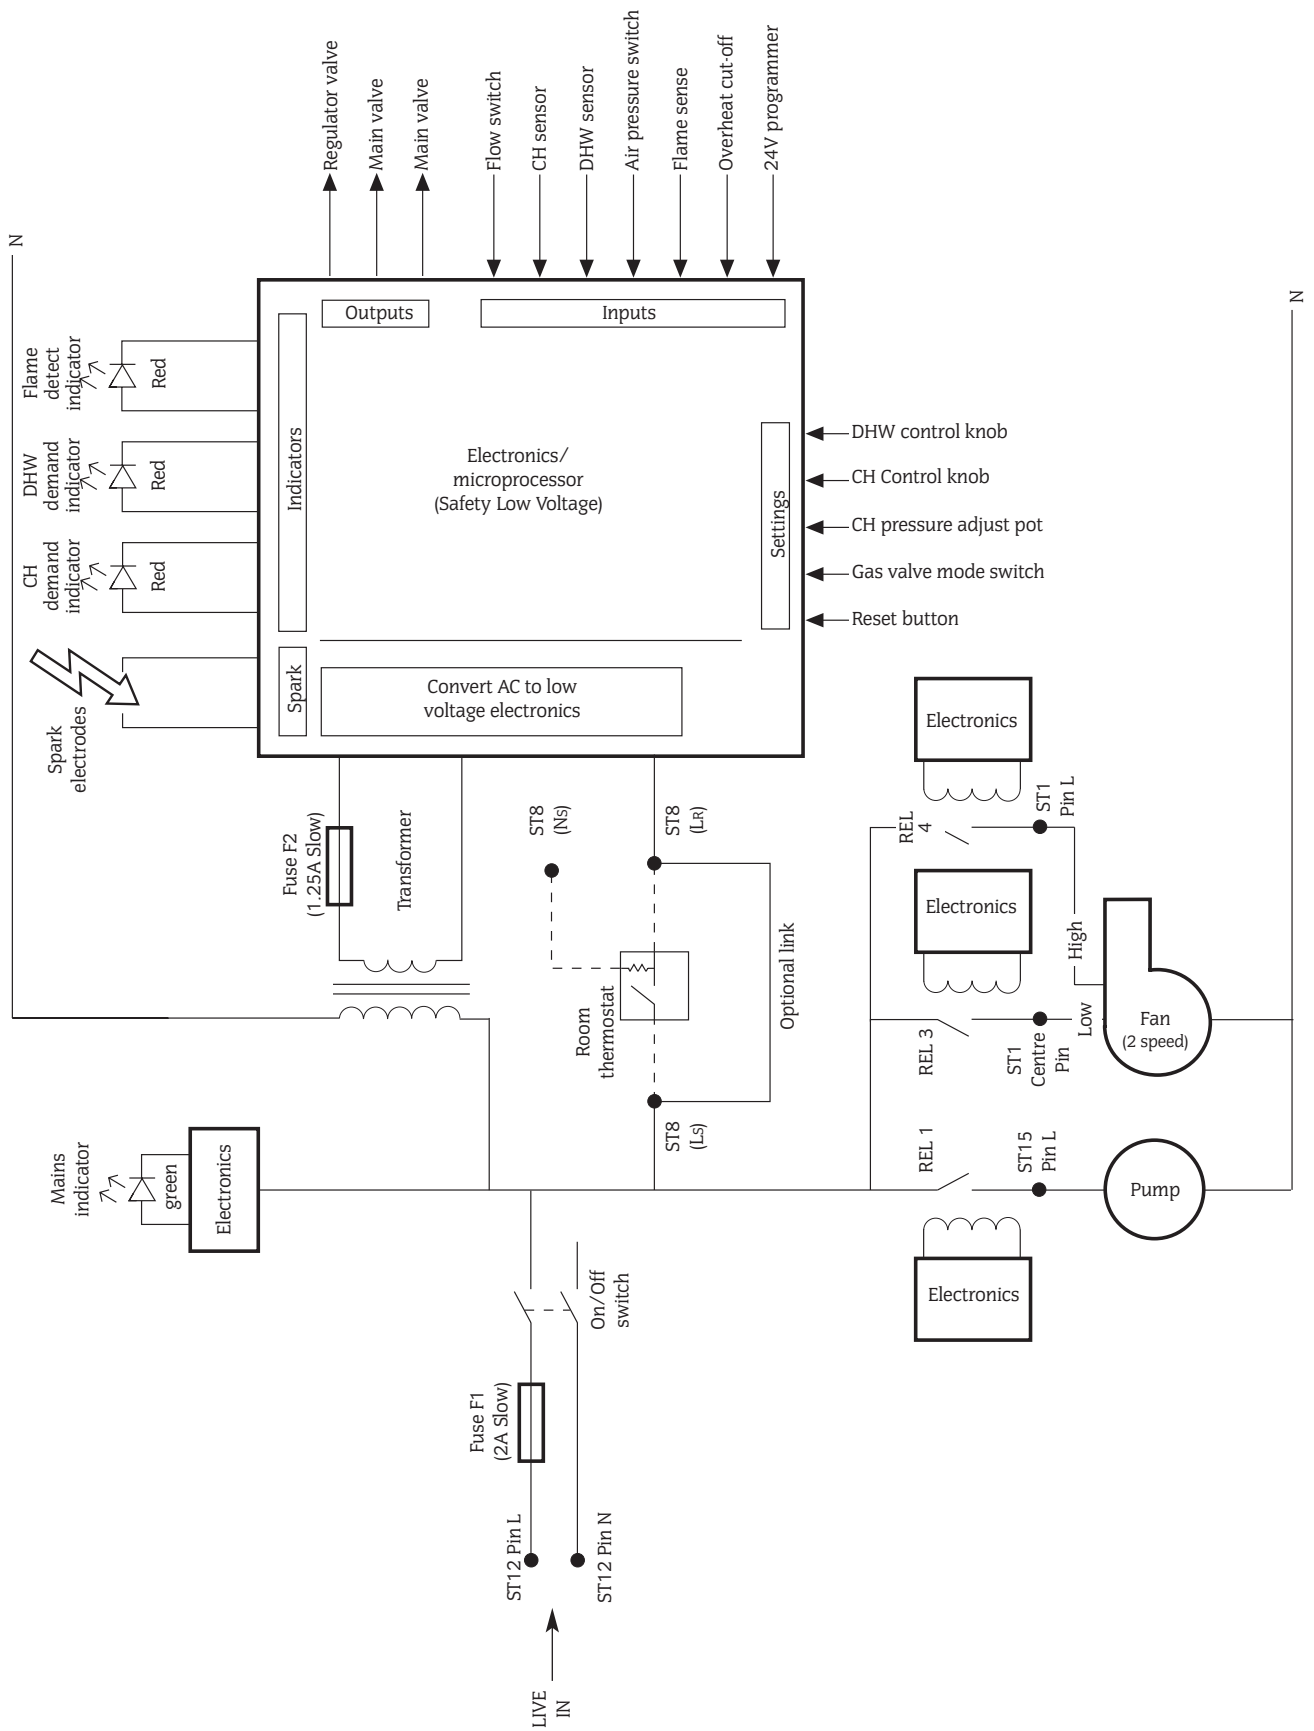 N
Regulator valve
Main valve
Main valve
Flow switch
CH sensor
DHW sensor
Air pressure switch
Flame sense
Overheat cut-off
24V programmer
N
Flame
detect
indicator
Red
DHW
demand
indicator
Red
CH
demand
indicator
Red
Spark
electrodes
Outputs
Inputs
Indicators
Electronics/
microprocessor
(Safety Low Voltage)
Settings
DHW control knob
CH Control knob
CH pressure adjust pot
Gas valve mode switch
Reset button
Spark
Convert AC to low
voltage electronics
Fuse F2
(1.25A Slow)
Transformer
ST8
(Ns)
ST8
(LR)
Room
thermostat
Optional link
ST8
(Ls)
Electronics
REL
4
ST1
Pin L
Electronics
High
REL 3
ST1
Centre
Pin
Low
Fan
(2 speed)
REL 1
ST15
Pin L
Pump
Electronics
Mains
indicator
green
Electronics
On/Off
switch
Fuse F1
(2A Slow)
ST12 Pin L
ST12 Pin N
LIVE
IN